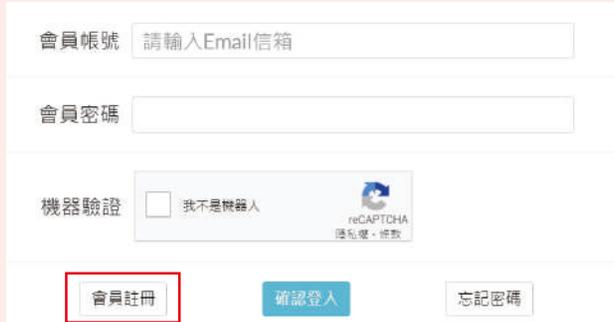 會員帳號 請輸入Email信箱
會員密碼
機器驗證 我不是機器人
reCAPTCHA
隱私權 - 條款
會員註冊 確認登入 忘記密碼